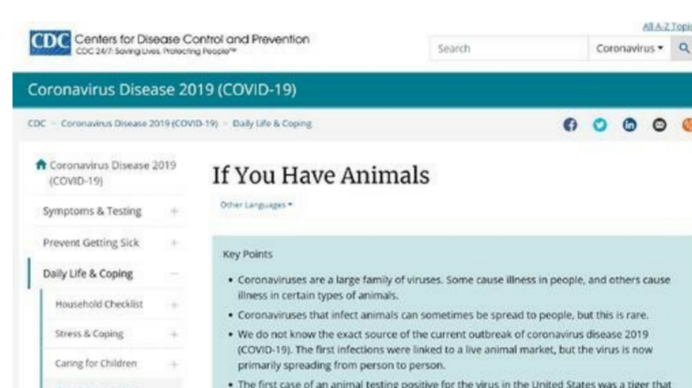 All A-Z Topi
CDC Centers for Disease Control and Prevention
CDC 24/7: Saving Lives. Protecting People™
Search
Coronavirus
Coronavirus Disease 2019 (COVID-19)
CDC > Coronavirus Disease 2019 (COVID-19) > Daily Life & Coping
Coronavirus Disease 2019
(COVID-19)
Symptoms & Testing +
Prevent Getting Sick +
Daily Life & Coping −
Household Checklist +
Stress & Coping +
Caring for Children +
If You Have Animals
Other Languages
Key Points
• Coronaviruses are a large family of viruses. Some cause illness in people, and others cause
illness in certain types of animals.
• Coronaviruses that infect animals can sometimes be spread to people, but this is rare.
• We do not know the exact source of the current outbreak of coronavirus disease 2019
(COVID-19). The first infections were linked to a live animal market, but the virus is now
primarily spreading from person to person.
• The first case of an animal testing positive for the virus in the United States was a tiger that